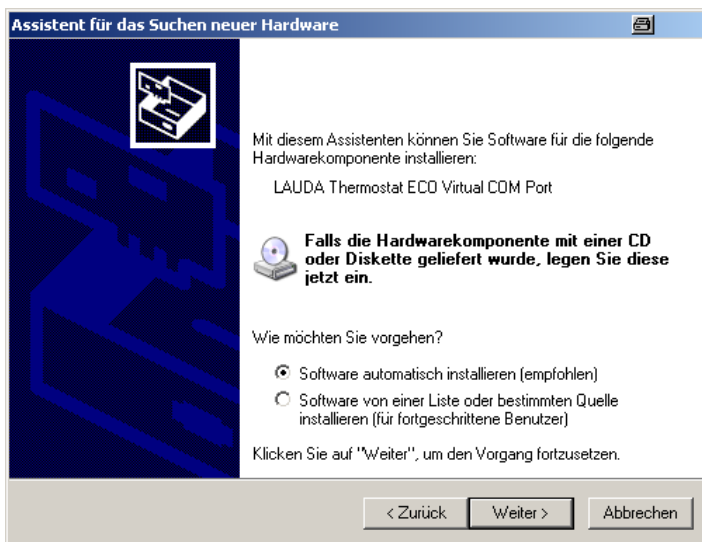 Assistent für das Suchen neuer Hardware
Mit diesem Assistenten können Sie Software für die folgende
Hardwarekomponente installieren:
LAUDA Thermostat ECO Virtual COM Port
Falls die Hardwarekomponente mit einer CD
oder Diskette geliefert wurde, legen Sie diese
jetzt ein.
Wie möchten Sie vorgehen?
Software automatisch installieren (empfohlen)
Software von einer Liste oder bestimmten Quelle
installieren (für fortgeschrittene Benutzer)
Klicken Sie auf "Weiter", um den Vorgang fortzusetzen.
< Zurück Weiter > Abbrechen